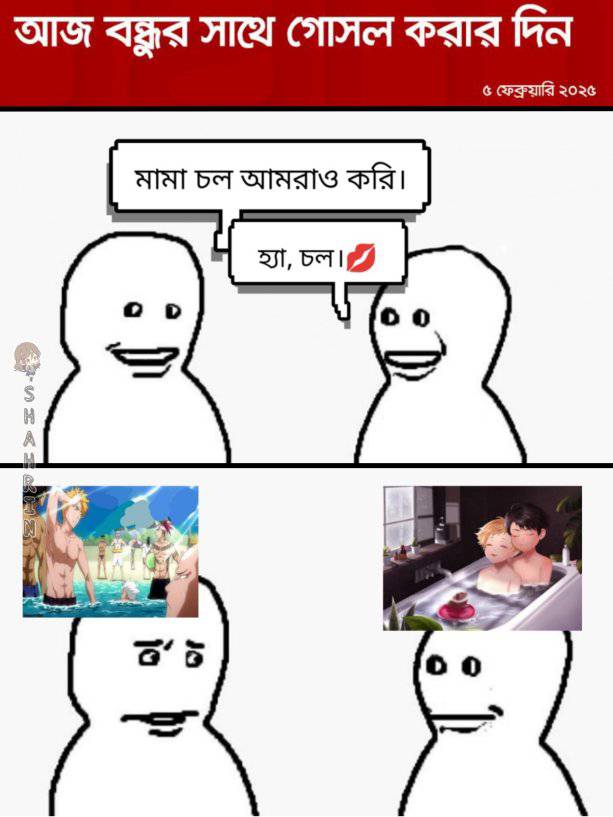 আজ বন্ধুর সাথে গোসল করার দিন
৫ ফেব্রুয়ারি ২০২৫
মামা চল আমরাও করি।
হ্যা, চল।💋
SHAHRIN